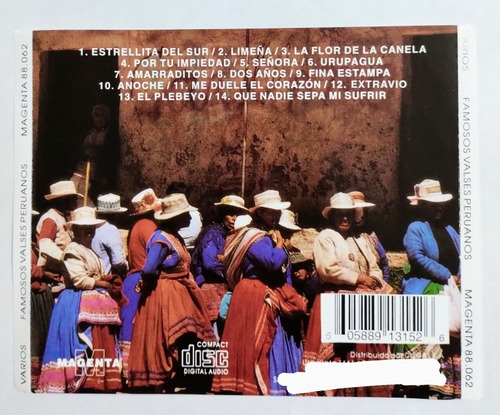 1. ESTRELLITA DEL SUR / 2. LIMEÑA / 3. LA FLOR DE LA CANELA
4. POR TU IMPIEDAD / 5. SEÑORA / 6. URUPAGUA
7. AMARRADITOS / 8. DOS AÑOS / 9. FINA ESTAMPA
10. ANOCHE / 11. ME DUELE EL CORAZÓN / 12. EXTRAVIO
13. EL PLEBEYO / 14. QUE NADIE SEPA MI SUFRIR
VARIOS FAMOSOS VALSES PERUANOS MAGENTA 88.062
VARIOS FAMOSOS VALSES PERUANOS MAGENTA 88.062
MAGENTA
COMPACT
disc
DIGITAL AUDIO
9 05889 13152 6
Distribuido por